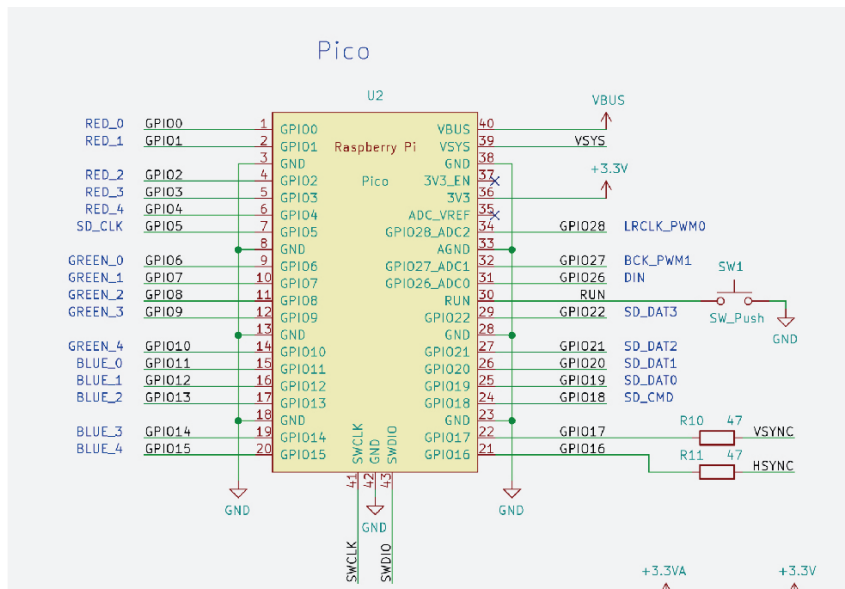 Pico
U2
VBUS
RED_0 GPIO0 1 GPIO0 VBUS 40
RED_1 GPIO1 2 GPIO1 Raspberry Pi VSYS 39 VSYS
3 GND GND 38
+3.3V
RED_2 GPIO2 4 GPIO2 Pico 3V3_EN 37
RED_3 GPIO3 5 GPIO3 3V3 36
RED_4 GPIO4 6 GPIO4 ADC_VREF 35
SD_CLK GPIO5 7 GPIO5 GPIO28_ADC2 34 GPIO28 LRCLK_PWM0
8 GND AGND 33
GREEN_0 GPIO6 9 GPIO6 GPIO27_ADC1 32 GPIO27 BCK_PWM1
SW1
GREEN_1 GPIO7 10 GPIO7 GPIO26_ADC0 31 GPIO26 DIN
GREEN_2 GPIO8 11 GPIO8 RUN 30 RUN
GREEN_3 GPIO9 12 GPIO9 GPIO22 29 GPIO22 SD_DAT3 SW_Push
13 GND GND 28
GND
GREEN_4 GPIO10 14 GPIO10 GPIO21 27 GPIO21 SD_DAT2
BLUE_0 GPIO11 15 GPIO11 GPIO20 26 GPIO20 SD_DAT1
BLUE_1 GPIO12 16 GPIO12 GPIO19 25 GPIO19 SD_DAT0
BLUE_2 GPIO13 17 GPIO13 GPIO18 24 GPIO18 SD_CMD
18 GND GND 23
R10 47
BLUE_3 GPIO14 19 GPIO14 GPIO17 22 GPIO17 VSYNC
BLUE_4 GPIO15 20 GPIO15 GPIO16 21 GPIO16
R11 47
HSYNC
SWCLK GND SWDIO
41 42 43
GND GND GND
SWCLK SWDIO
+3.3VA +3.3V